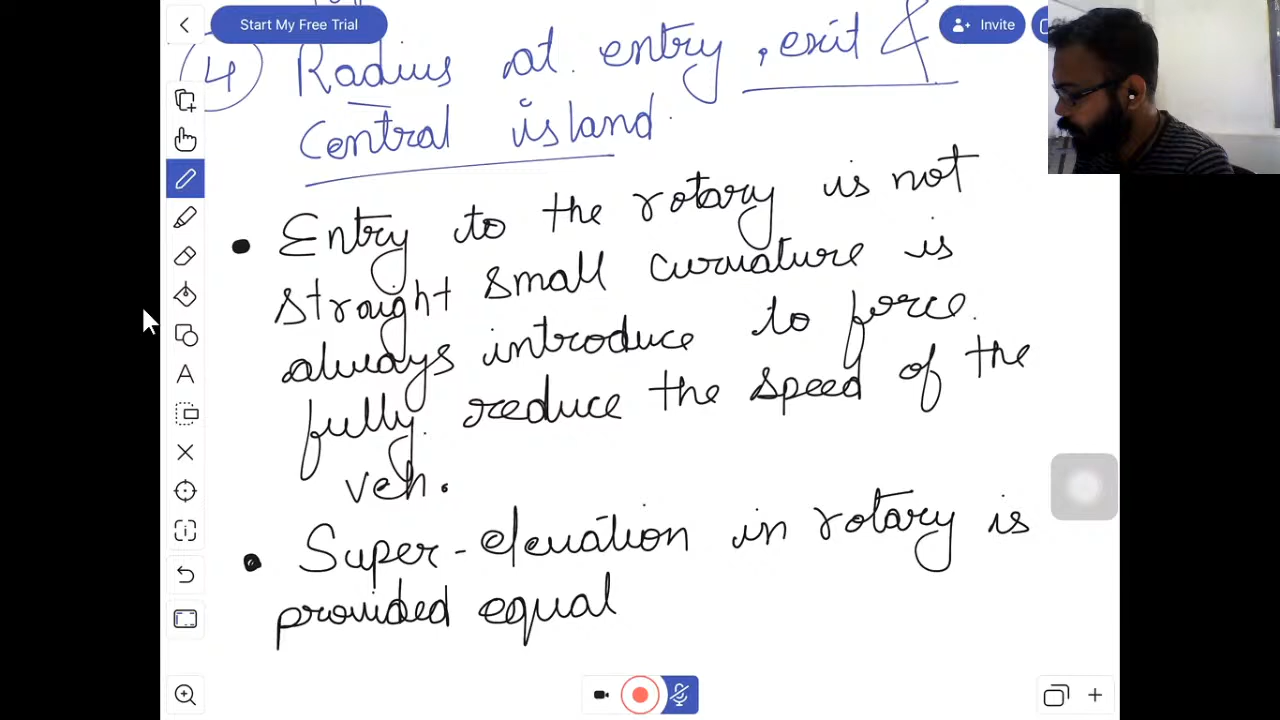 Start My Free Trial
Invite
4 Radius at entry, exit &
Central island
• Entry to the rotary is not
straight small curvature is
always introduce to force
fully reduce the speed of the
veh.
• Super-elevation in rotary is
provided equal